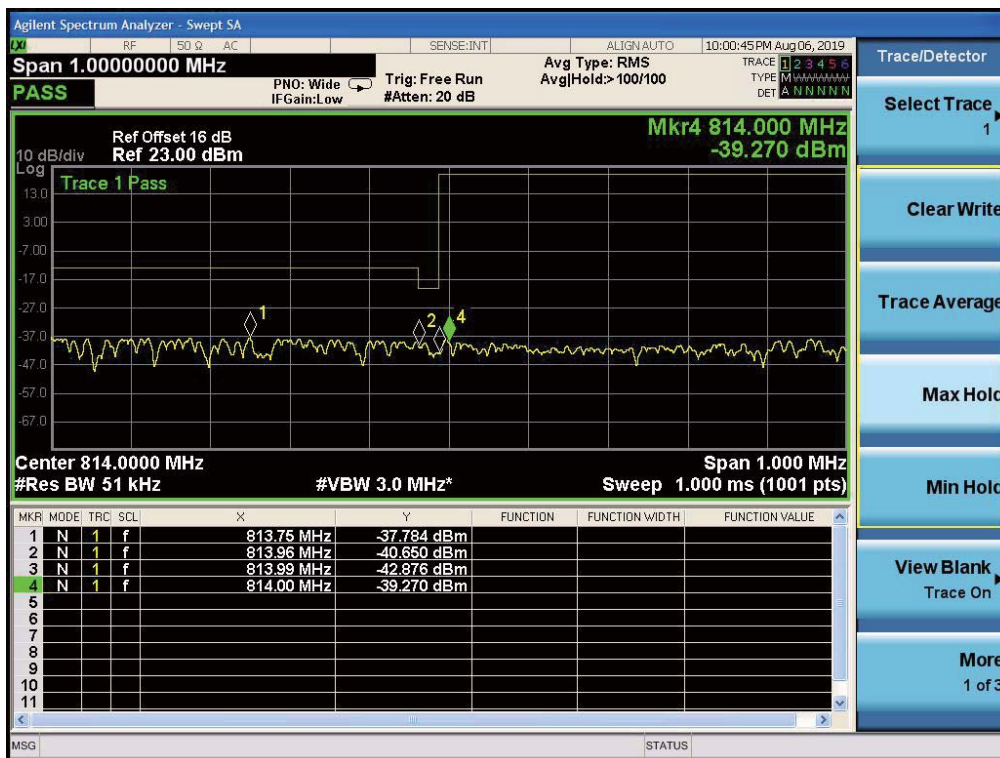 Agilent Spectrum Analyzer - Swept SA
LXI RF 50 Ω AC SENSE:INT ALIGN AUTO 10:00:45 PM Aug 06, 2019
Span 1.00000000 MHz
PASS
PNO: Wide
IFGain:Low
Trig: Free Run
#Atten: 20 dB
Avg Type: RMS
Avg|Hold:>100/100
TRACE 1 2 3 4 5 6
TYPE M
DET A N N N N N
Mkr4 814.000 MHz
-39.270 dBm
Ref Offset 16 dB
10 dB/div Ref 23.00 dBm
Log
Trace 1 Pass
13.0
3.00
-7.00
-17.0
-27.0
-37.0
-47.0
-57.0
-67.0
1
2
4
Center 814.0000 MHz Span 1.000 MHz
#Res BW 51 kHz #VBW 3.0 MHz* Sweep 1.000 ms (1001 pts)
MKR MODE TRC SCL X Y FUNCTION FUNCTION WIDTH FUNCTION VALUE
1 N 1 f 813.75 MHz -37.784 dBm
2 N 1 f 813.96 MHz -40.650 dBm
3 N 1 f 813.99 MHz -42.876 dBm
4 N 1 f 814.00 MHz -39.270 dBm
5
6
7
8
9
10
11
MSG STATUS
Trace/Detector
Select Trace
1
Clear Write
Trace Average
Max Hold
Min Hold
View Blank
Trace On
More
1 of 3